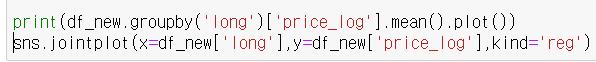 print(df_new.groupby('long')['price_log'].mean().plot())
sns.jointplot(x=df_new['long'],y=df_new['price_log'],kind='reg')